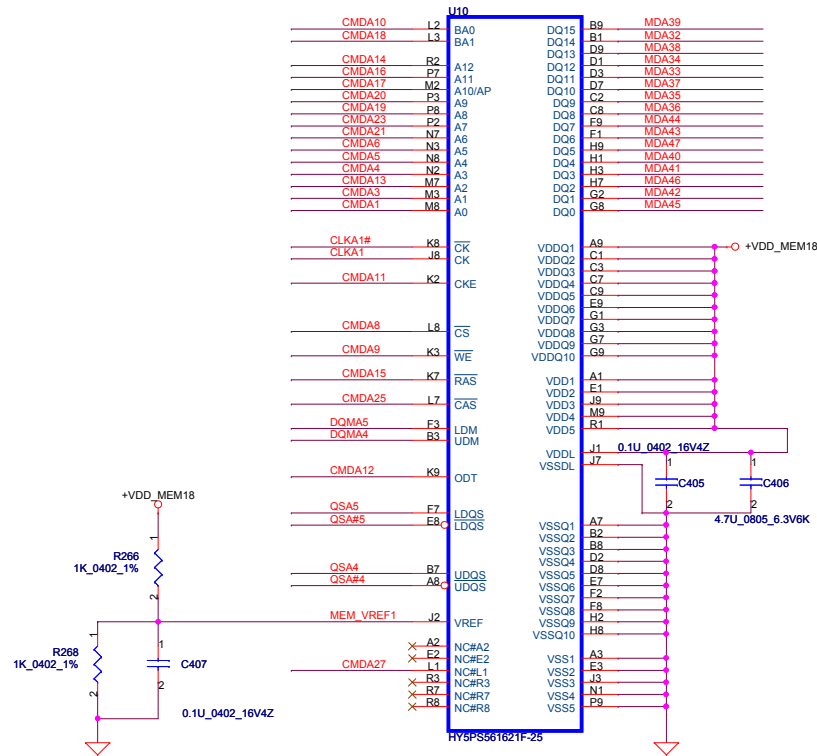 U10
CMDA10 L2 BA0 DQ15 B9 MDA39
CMDA18 L3 BA1 DQ14 B1 MDA32
DQ13 D9 MDA38
CMDA14 R2 A12 DQ12 D1 MDA34
CMDA16 P7 A11 DQ11 D3 MDA33
CMDA17 M2 A10/AP DQ10 D7 MDA37
CMDA20 P3 A9 DQ9 C2 MDA35
CMDA19 P8 A8 DQ8 C8 MDA36
CMDA23 P2 A7 DQ7 F9 MDA44
CMDA21 N7 A6 DQ6 F1 MDA43
CMDA6 N3 A5 DQ5 H9 MDA47
CMDA5 N8 A4 DQ4 H1 MDA40
CMDA4 N2 A3 DQ3 H3 MDA41
CMDA13 M7 A2 DQ2 H7 MDA46
CMDA3 M3 A1 DQ1 G2 MDA42
CMDA1 M8 A0 DQ0 G8 MDA45
CLKA1# K8 CK VDDQ1 A9 +VDD_MEM18
CLKA1 J8 CK VDDQ2 C1
VDDQ3 C3
CMDA11 K2 CKE VDDQ4 C7
VDDQ5 C9
VDDQ6 E9
VDDQ7 G1
CMDA8 L8 CS VDDQ8 G3
VDDQ9 G7
CMDA9 K3 WE VDDQ10 G9
CMDA15 K7 RAS VDD1 A1
VDD2 E1
CMDA25 L7 CAS VDD3 J9
VDD4 M9
DQMA5 F3 LDM VDD5 R1
DQMA4 B3 UDM
VDDL J1 0.1U_0402_16V4Z
VSSDL J7 1 1
CMDA12 K9 ODT C405 C406
+VDD_MEM18 2 2
QSA5 F7 LDQS 4.7U_0805_6.3V6K
QSA#5 E8 LDQS VSSQ1 A7
1 VSSQ2 B2
R266 VSSQ3 B8
1K_0402_1% VSSQ4 D2
QSA4 B7 UDQS VSSQ5 D8
QSA#4 A8 UDQS VSSQ6 E7
2 VSSQ7 F2
VSSQ8 F8
MEM_VREF1 J2 VREF VSSQ9 H2
1 1 VSSQ10 H8
A2 NC#A2
R268 E2 NC#E2 VSS1 A3
1K_0402_1% C407 CMDA27 L1 NC#L1 VSS2 E3
R3 NC#R3 VSS3 J3
2 2 R7 NC#R7 VSS4 N1
R8 NC#R8 VSS5 P9
0.1U_0402_16V4Z
HY5PS561621F-25